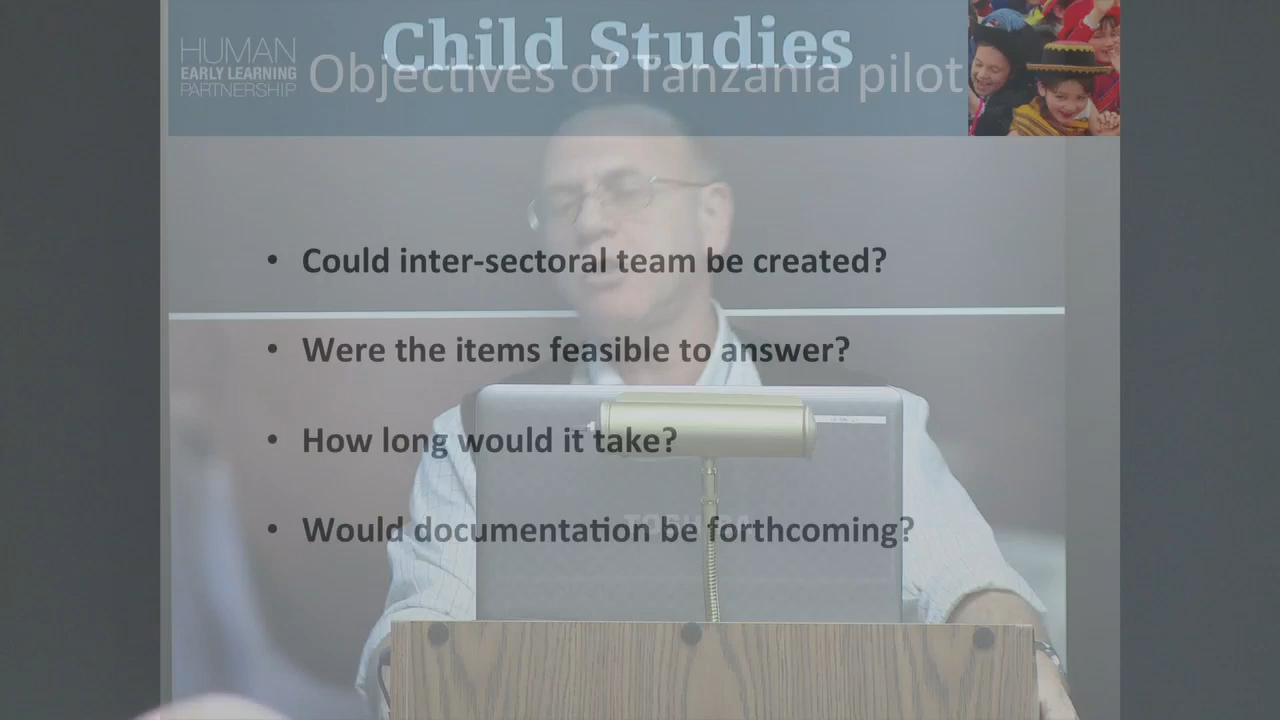 Child Studies
HUMAN
EARLY LEARNING
PARTNERSHIP
Objectives of Tanzania pilot
• Could inter-sectoral team be created?
• Were the items feasible to answer?
• How long would it take?
• Would documentation be forthcoming?
TOSHIBA